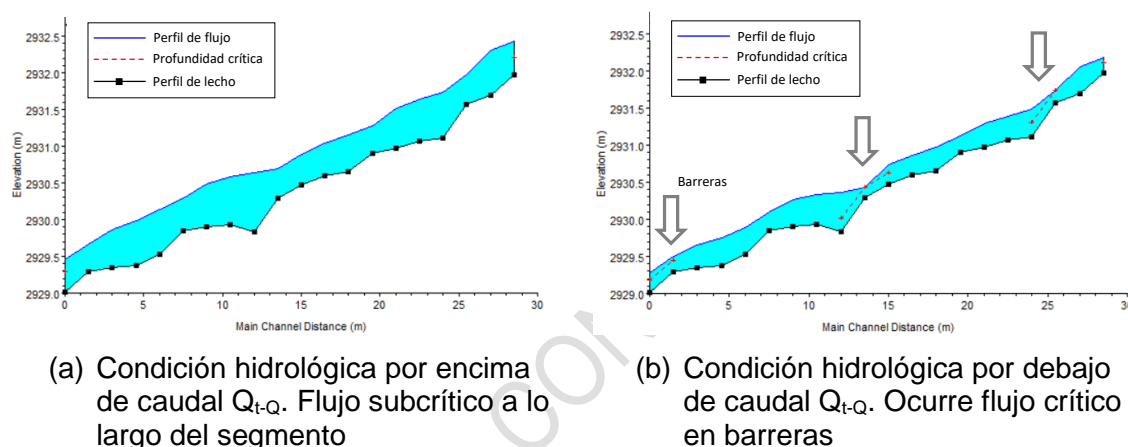 2932.5
2932.0
2931.5
2931.0
2930.5
2930.0
2929.5
2929.0
Elevation (m)
0 5 10 15 20 25 30
Main Channel Distance (m)
Perfil de flujo
Profundidad crítica
Perfil de lecho
2932.5
2932.0
2931.5
2931.0
2930.5
2930.0
2929.5
2929.0
Elevation (m)
0 5 10 15 20 25 30
Main Channel Distance (m)
Perfil de flujo
Profundidad crítica
Perfil de lecho
Barreras
(a) Condición hidrológica por encima
de caudal Qt-Q. Flujo subcrítico a lo
largo del segmento
(b) Condición hidrológica por debajo
de caudal Qt-Q. Ocurre flujo crítico
en barreras